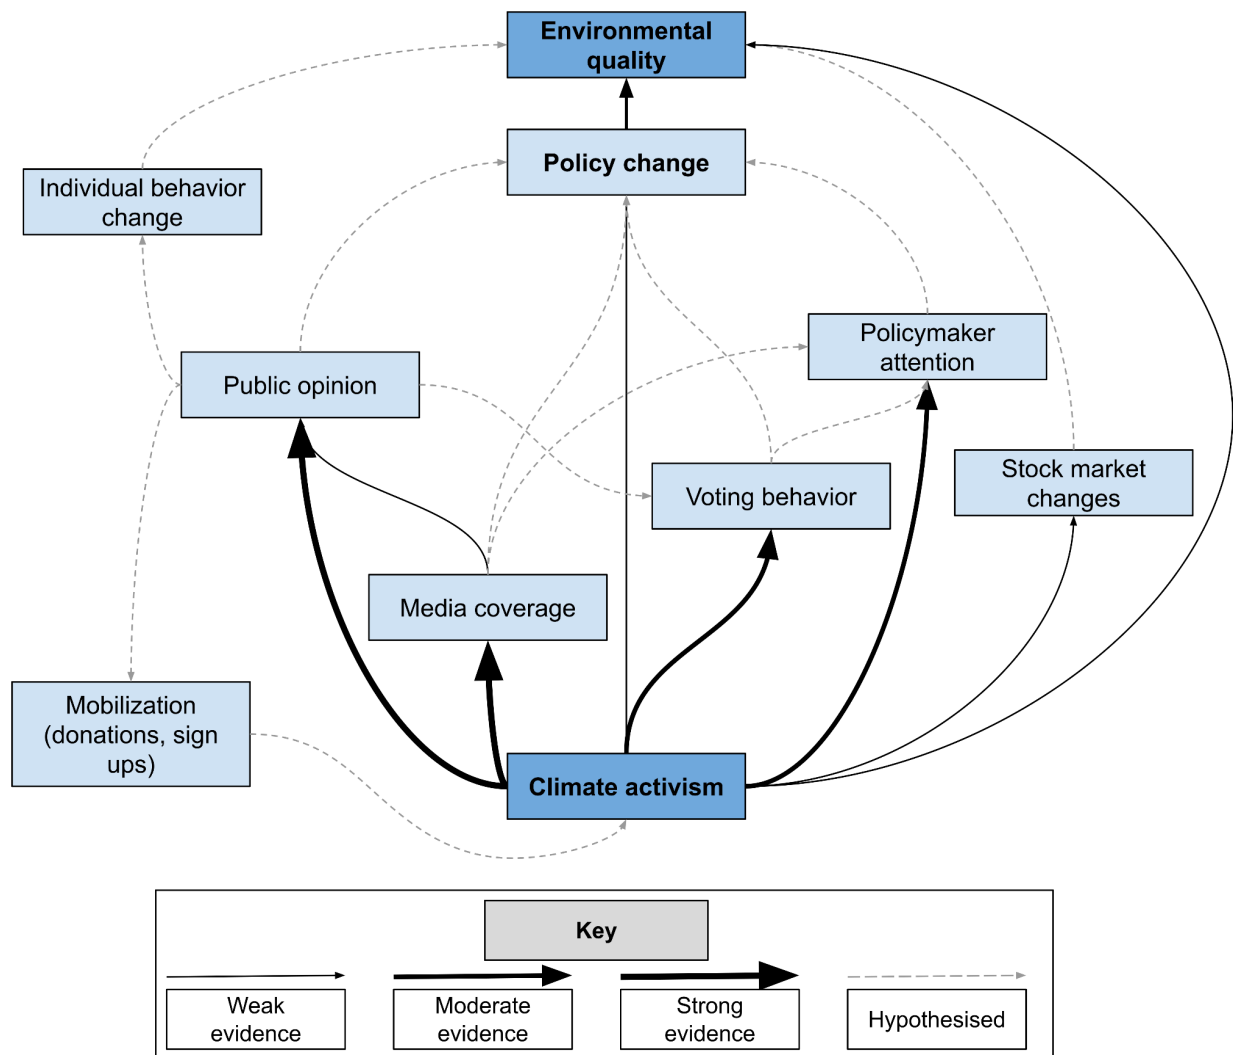 Environmental
quality
Policy change
Individual behavior
change
Policymaker
attention
Public opinion
Stock market
changes
Voting behavior
Media coverage
Mobilization
(donations, sign
ups)
Climate activism
Key
Weak
evidence
Moderate
evidence
Strong
evidence
Hypothesised